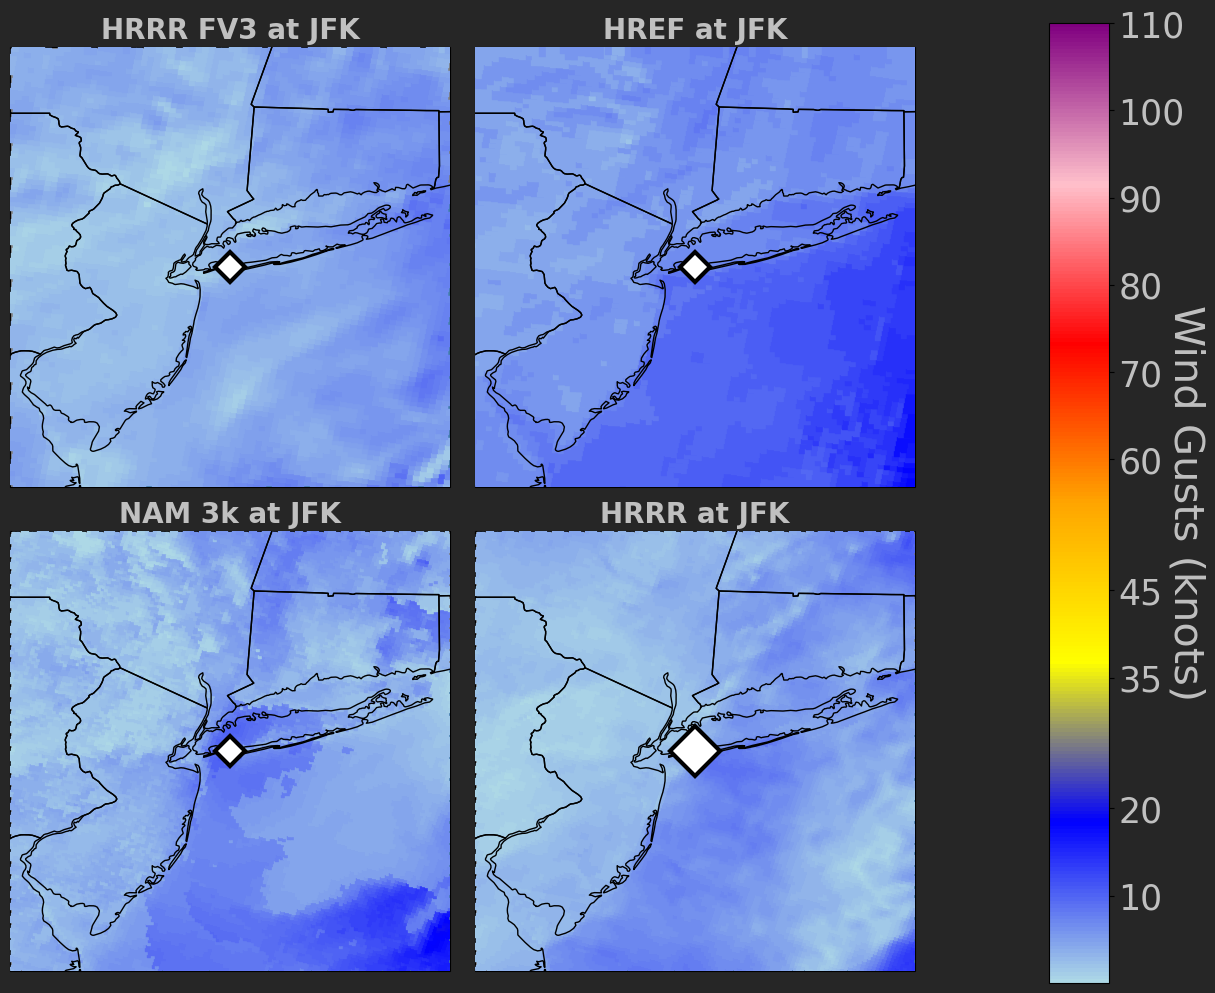 HRRR FV3 at JFK
HREF at JFK
NAM 3k at JFK
HRRR at JFK
110
100
90
80
70
60
45
35
20
10
Wind Gusts (knots)